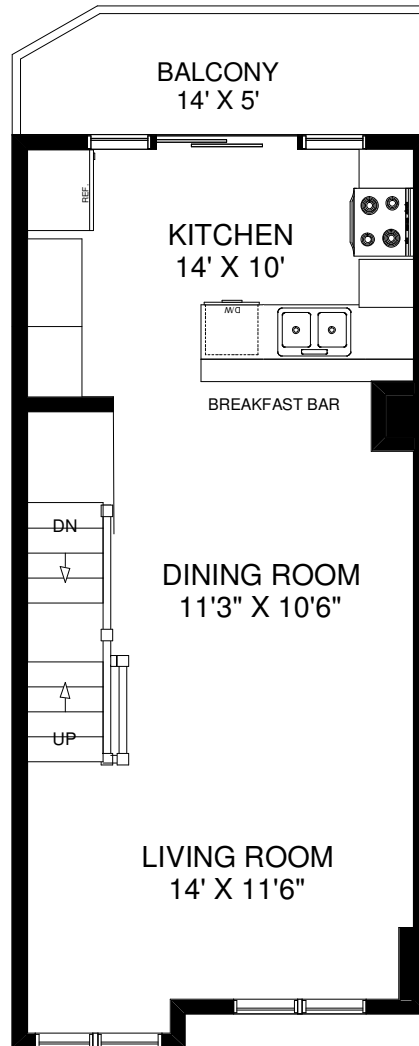 BALCONY
14' X 5'
REF.
KITCHEN
14' X 10'
D/W
BREAKFAST BAR
DN
DINING ROOM
11'3" X 10'6"
UP
LIVING ROOM
14' X 11'6"